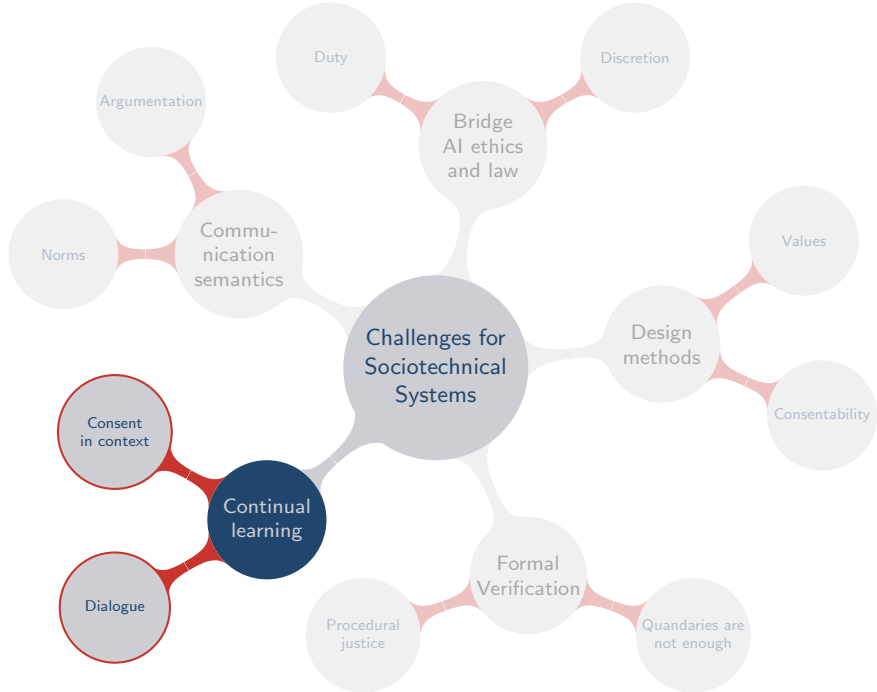 Duty
Discretion
Argumentation
Bridge
AI ethics
and law
Commu-
nication
semantics
Norms
Values
Design
methods
Consentability
Challenges for
Sociotechnical
Systems
Consent
in context
Continual
learning
Dialogue
Formal
Verification
Procedural
justice
Quandaries are
not enough